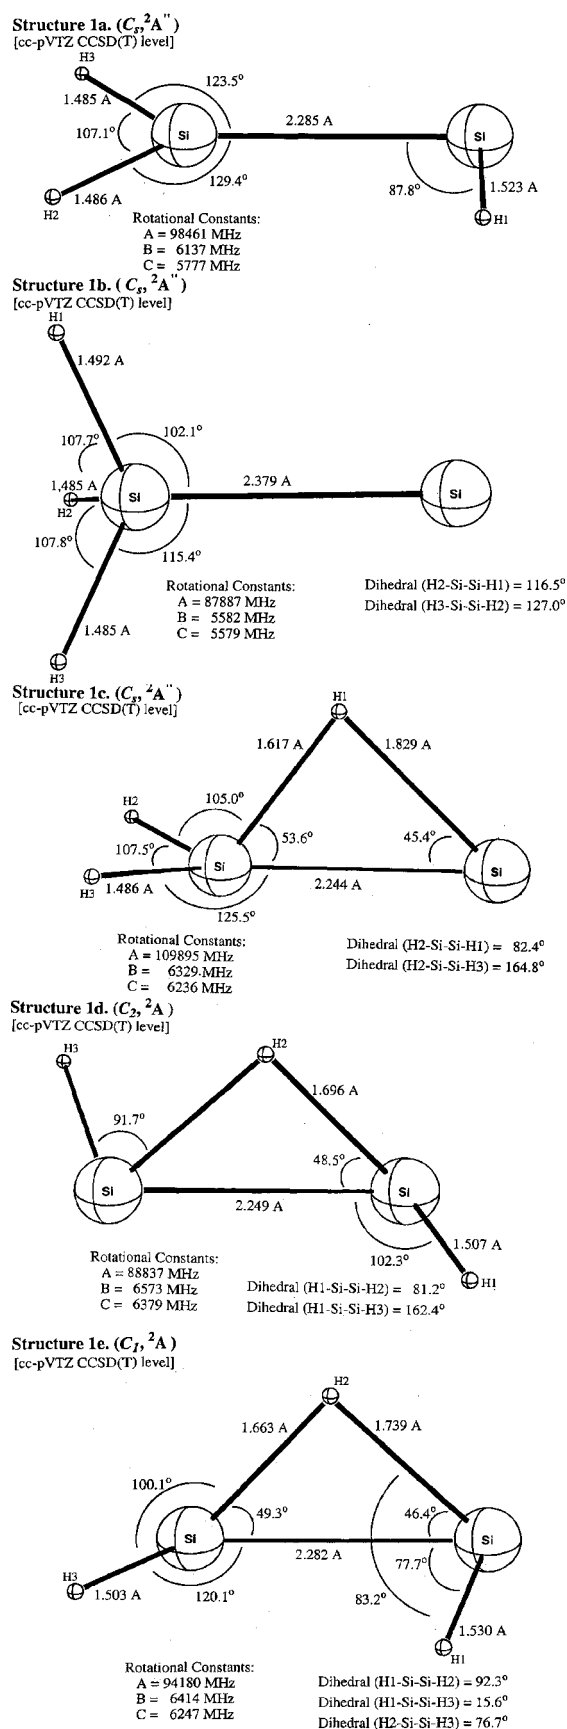 Structure 1a. (Cs, ²A'')
[cc-pVTZ CCSD(T) level]
H3
123.5°
1.485 A
2.285 A
107.1°
Si
Si
129.4°
87.8°
1.523 A
1.486 A
H2
H1
Rotational Constants:
A = 98461 MHz
B = 6137 MHz
C = 5777 MHz
Structure 1b. (Cs, ²A'')
[cc-pVTZ CCSD(T) level]
H1
1.492 A
107.7°
102.1°
1,485 A
2.379 A
Si
Si
H2
107.8°
115.4°
Rotational Constants:
A = 87887 MHz
B = 5582 MHz
C = 5579 MHz
Dihedral (H2-Si-Si-H1) = 116.5°
Dihedral (H3-Si-Si-H2) = 127.0°
1.485 A
H3
Structure 1c. (Cs, ²A'')
[cc-pVTZ CCSD(T) level]
H1
1.617 A
1.829 A
105.0°
H2
53.6°
45.4°
107.5°
Si
Si
H3
1.486 A
2.244 A
125.5°
Rotational Constants:
A = 109895 MHz
B = 6329 MHz
C = 6236 MHz
Dihedral (H2-Si-Si-H1) = 82.4°
Dihedral (H2-Si-Si-H3) = 164.8°
Structure 1d. (C2, ²A)
[cc-pVTZ CCSD(T) level]
H3
H2
1.696 A
91.7°
48.5°
Si
Si
2.249 A
1.507 A
102.3°
H1
Rotational Constants:
A = 88837 MHz
B = 6573 MHz
C = 6379 MHz
Dihedral (H1-Si-Si-H2) = 81.2°
Dihedral (H1-Si-Si-H3) = 162.4°
Structure 1e. (C1, ²A)
[cc-pVTZ CCSD(T) level]
H2
1.663 A
1.739 A
100.1°
49.3°
46.4°
Si
Si
2.282 A
77.7°
H3
1.503 A
120.1°
83.2°
1.530 A
H1
Rotational Constants:
A = 94180 MHz
B = 6414 MHz
C = 6247 MHz
Dihedral (H1-Si-Si-H2) = 92.3°
Dihedral (H1-Si-Si-H3) = 15.6°
Dihedral (H2-Si-Si-H3) = 76.7°